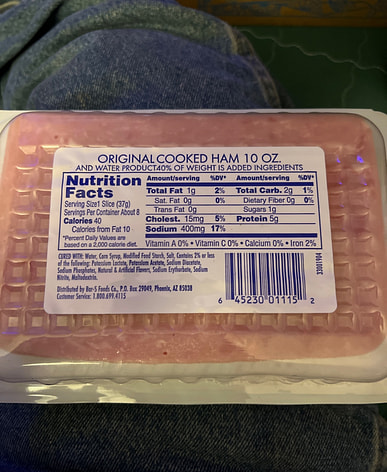 ORIGINAL COOKED HAM 10 OZ.
AND WATER PRODUCT40% OF WEIGHT IS ADDED INGREDIENTS
Nutrition
Facts
Serving Size1 Slice (37g)
Servings Per Container About 8
Calories 40
Calories from Fat 10
*Percent Daily Values are
based on a 2,000 calorie diet.
Amount/serving %DV* Amount/serving %DV*
Total Fat 1g 2% Total Carb. 2g 1%
Sat. Fat 0g 0% Dietary Fiber 0g 0%
Trans Fat 0g Sugars 1g
Cholest. 15mg 5% Protein 5g
Sodium 400mg 17%
Vitamin A 0% • Vitamin C 0% • Calcium 0% • Iron 2%
CURED WITH: Water, Corn Syrup, Modified Food Starch, Salt, Contains 2% or less
of the following: Potassium Lactate, Potassium Acetate, Sodium Diacetate,
Sodium Phosphates, Natural & Artificial Flavors, Sodium Erythorbate, Sodium
Nitrite, Maltodextrin.
Distributed by Bar-S Foods Co., P.O. Box 29049, Phoenix, AZ 85038
Customer Service: 1.800.699.4115
6 45230 01115 2
33001904